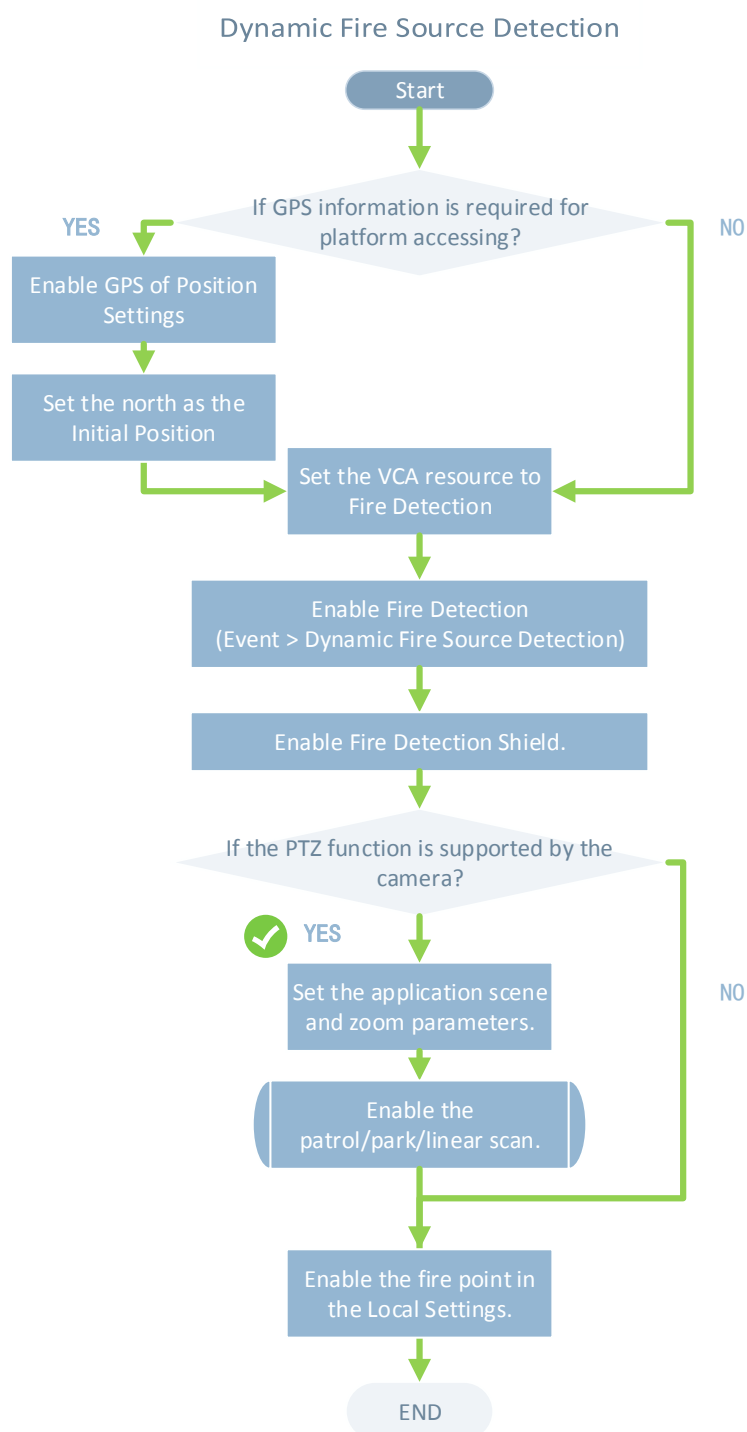 Dynamic Fire Source Detection
Start
If GPS information is required for
platform accessing?
YES
NO
Enable GPS of Position
Settings
Set the north as the
Initial Position
Set the VCA resource to
Fire Detection
Enable Fire Detection
(Event > Dynamic Fire Source Detection)
Enable Fire Detection Shield.
If the PTZ function is supported by the
camera?
YES
Set the application scene
and zoom parameters.
NO
Enable the
patrol/park/linear scan.
Enable the fire point in
the Local Settings.
END